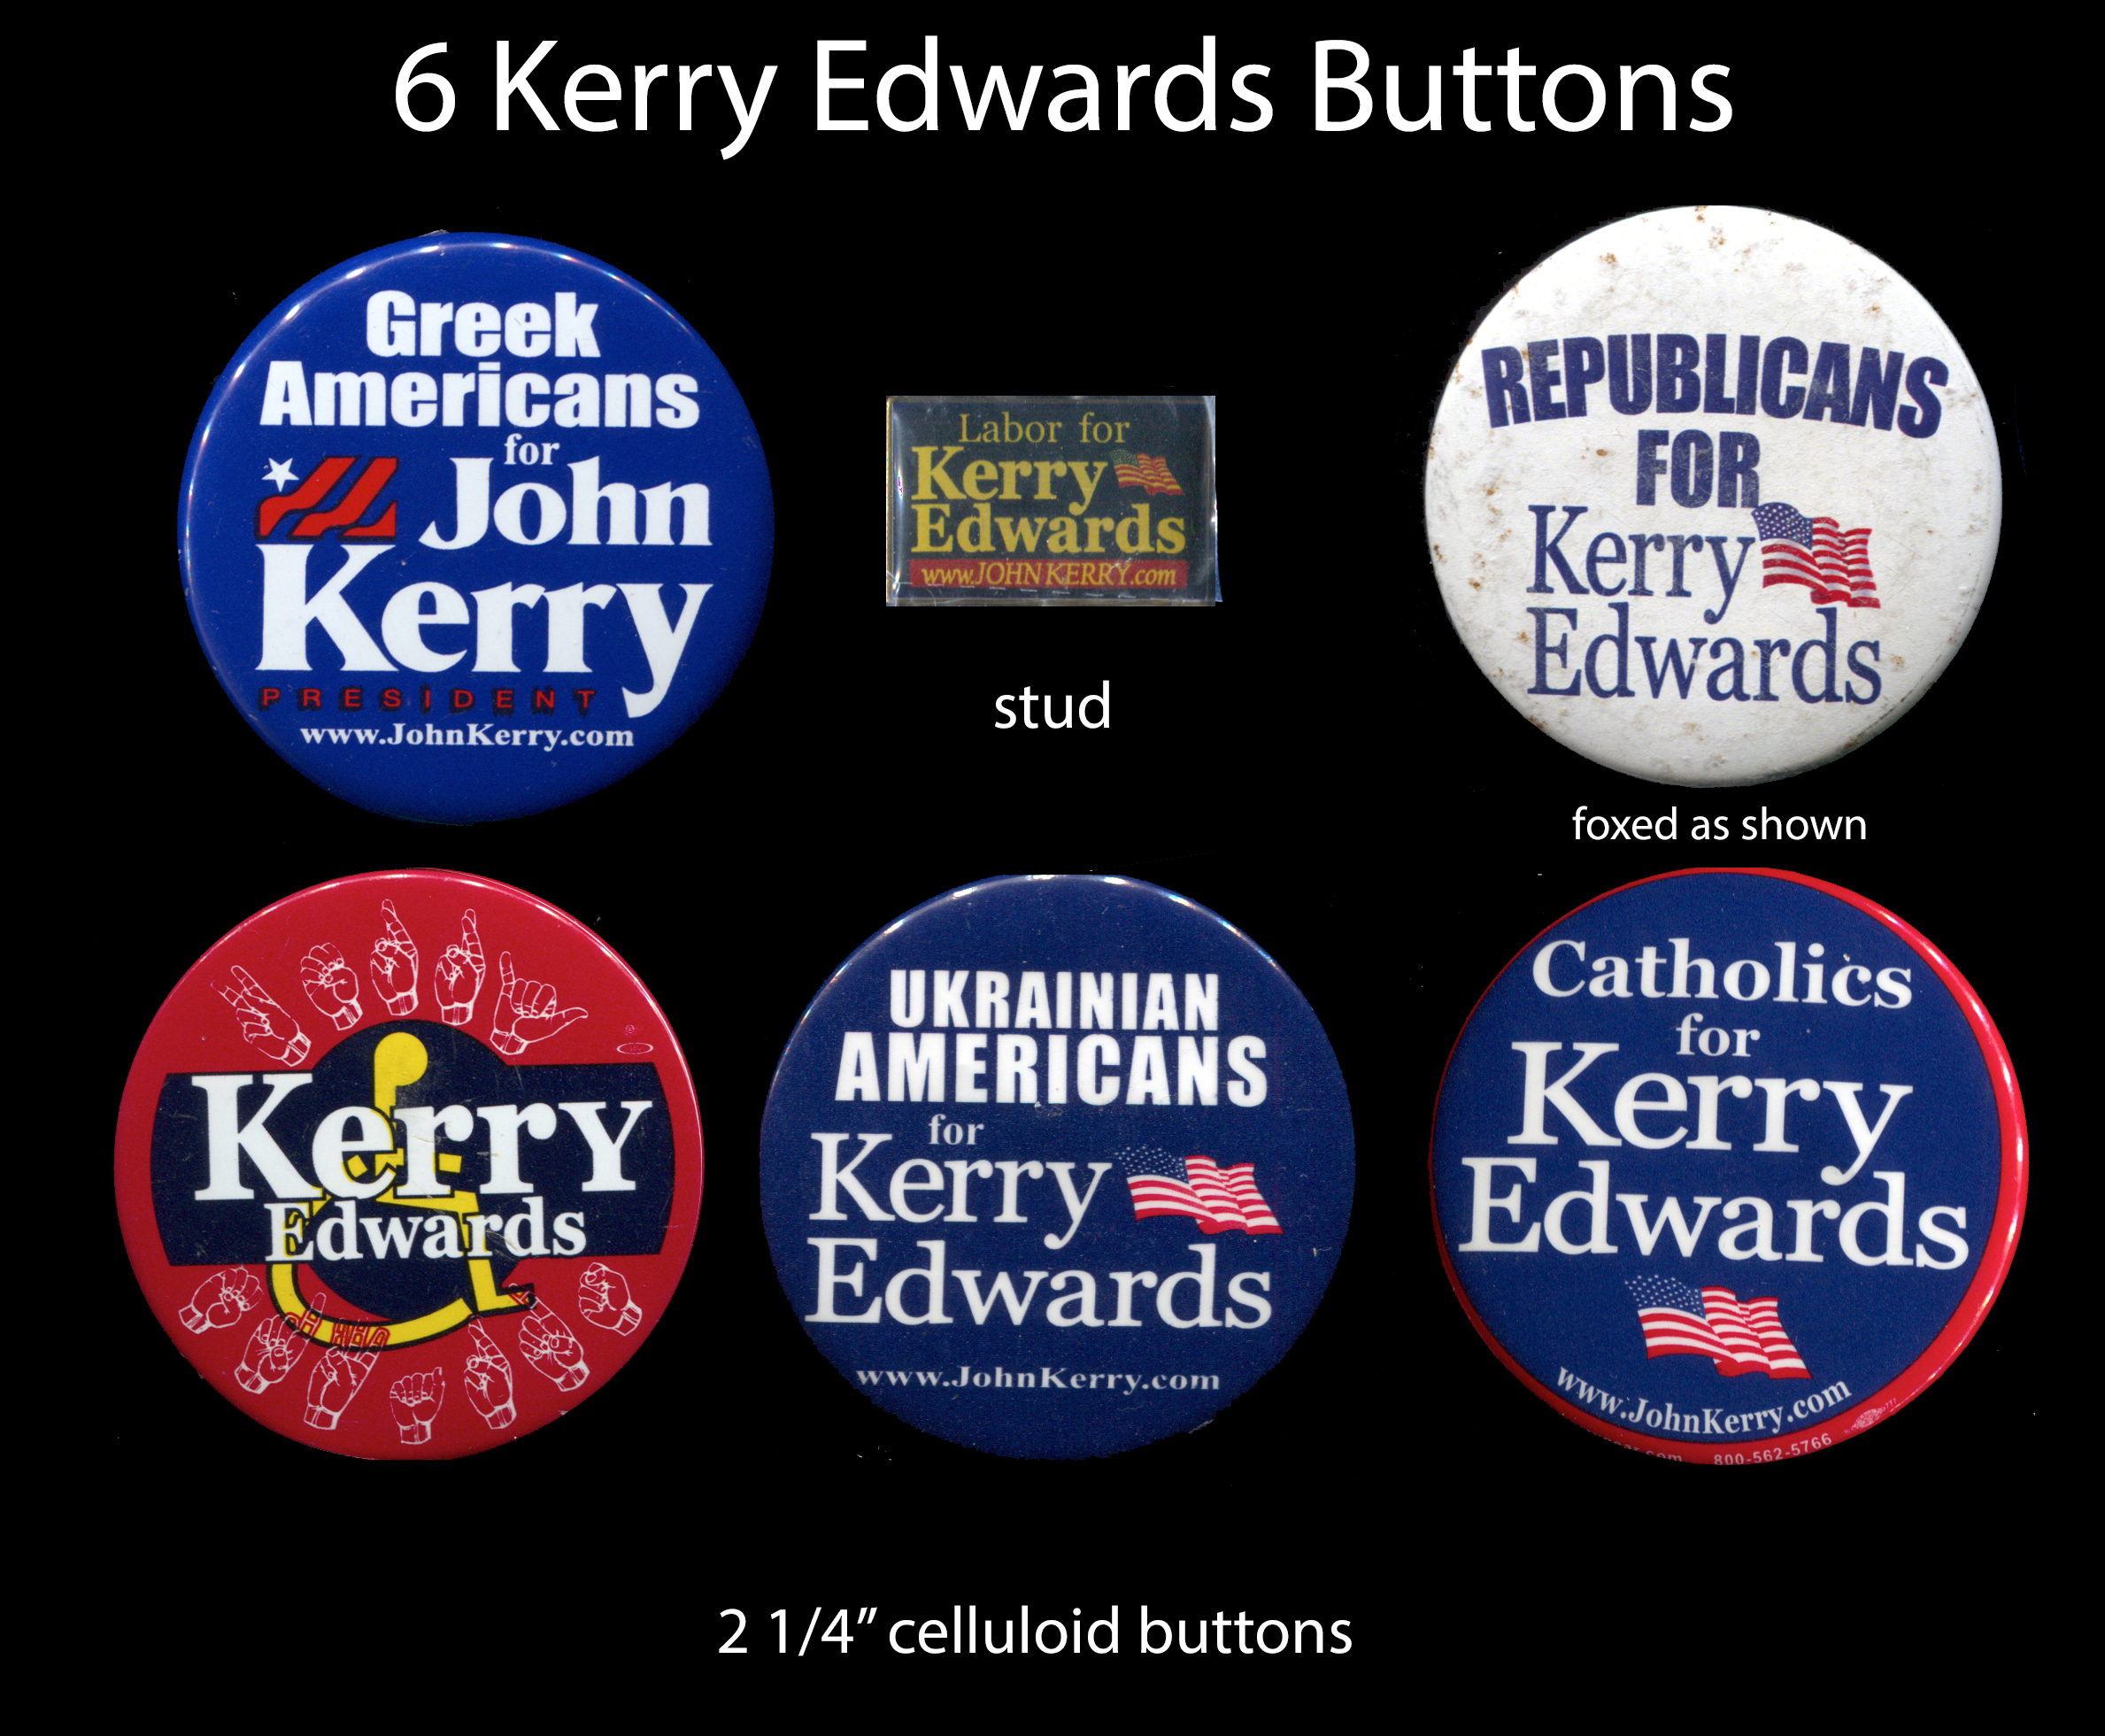 6 Kerry Edwards Buttons
Greek
Americans
for
John
Kerry
PRESIDENT
www.JohnKerry.com
Labor for
Kerry
Edwards
www.JOHNKERRY.com
stud
REPUBLICANS
FOR
Kerry
Edwards
foxed as shown
Kerry
Edwards
UKRAINIAN
AMERICANS
for
Kerry
Edwards
www.JohnKerry.com
Catholics
for
Kerry
Edwards
www.JohnKerry.com
800-562-5766
2 1/4” celluloid buttons